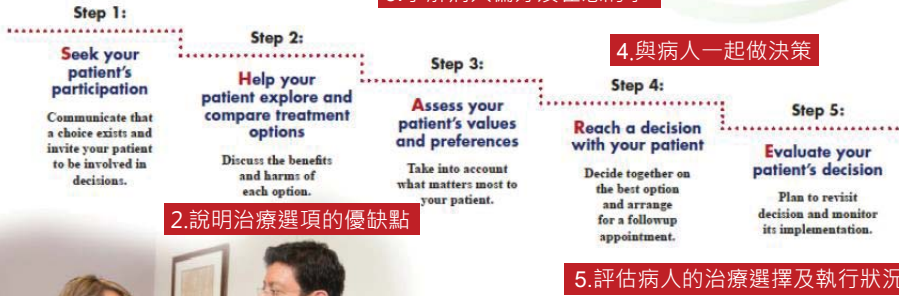 Step 1:
Seek your
patient's
participation
Communicate that
a choice exists and
invite your patient
to be involved in
decisions.
Step 2:
Help your
patient explore and
compare treatment
options
Discuss the benefits
and harms of
each option.
2.說明治療選項的優缺點
Step 3:
Assess your
patient's values
and preferences
Take into account
what matters most to
your patient.
4.與病人一起做決策
Step 4:
Reach a decision
with your patient
Decide together on
the best option
and arrange
for a followup
appointment.
Step 5:
Evaluate your
patient's decision
Plan to revisit
decision and monitor
its implementation.
5.評估病人的治療選擇及執行狀況